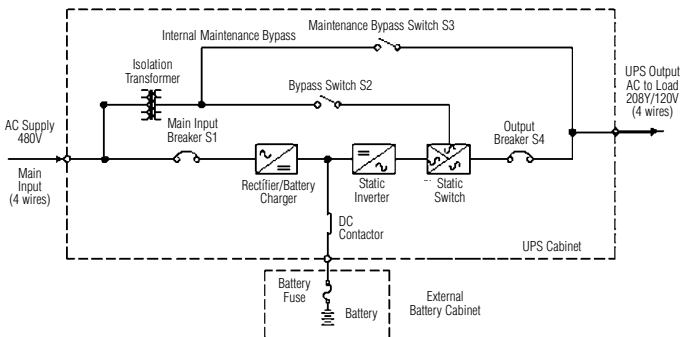 Maintenance Bypass Switch S3
Internal Maintenance Bypass
Isolation
Transformer
Bypass Switch S2
UPS Output
AC to Load
208Y/120V
(4 wires)
AC Supply
480V
Main Input
Breaker S1
Output
Breaker S4
Main
Input
(4 wires)
Rectifier/Battery
Charger
Static
Inverter
Static
Switch
DC
Contactor
UPS Cabinet
Battery
Fuse
Battery
External
Battery Cabinet